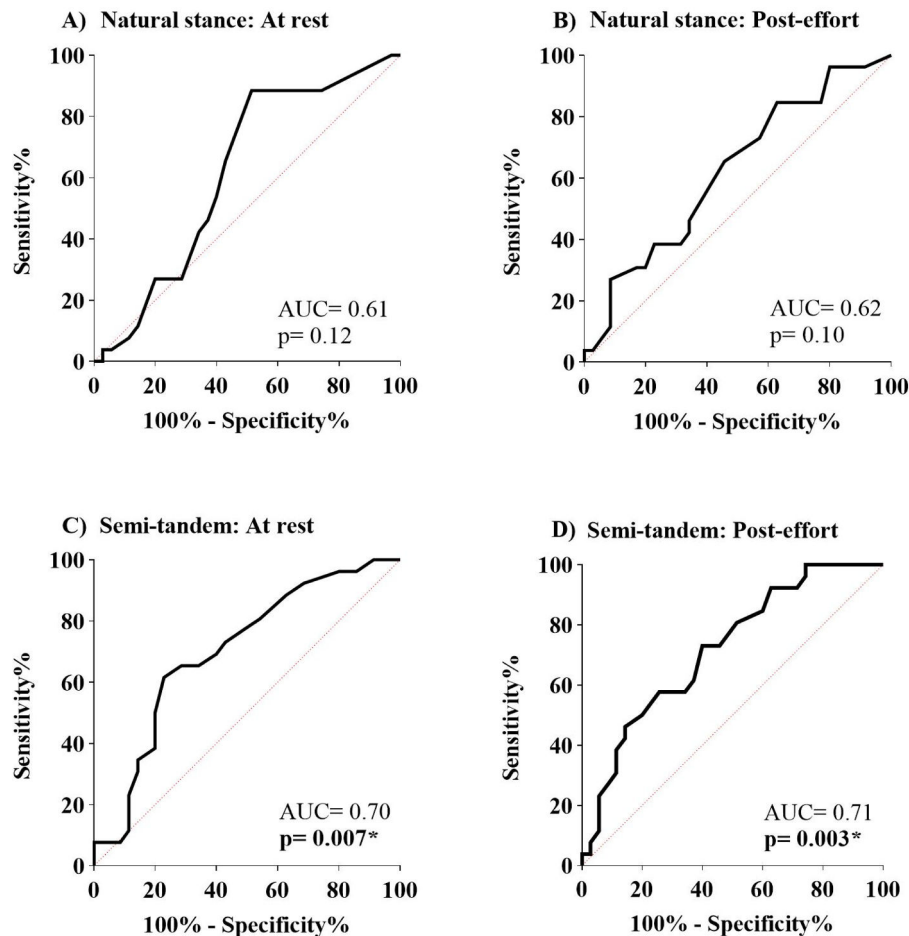 A) Natural stance: At rest
Sensitivity%
100
80
60
40
20
0
AUC= 0.61
p= 0.12
0 20 40 60 80 100
100% - Specificity%
B) Natural stance: Post-effort
Sensitivity%
100
80
60
40
20
0
AUC= 0.62
p= 0.10
0 20 40 60 80 100
100% - Specificity%
C) Semi-tandem: At rest
Sensitivity%
100
80
60
40
20
0
AUC= 0.70
p= 0.007*
0 20 40 60 80 100
100% - Specificity%
D) Semi-tandem: Post-effort
Sensitivity%
100
80
60
40
20
0
AUC= 0.71
p= 0.003*
0 20 40 60 80 100
100% - Specificity%